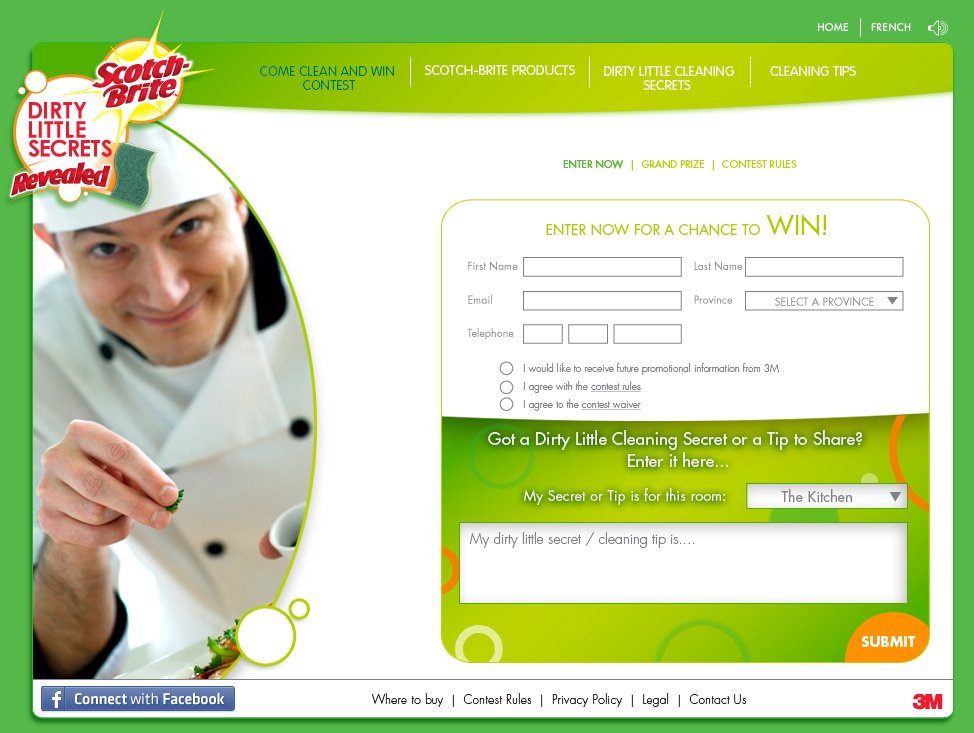 HOME
FRENCH
Scotch-
Brite
DIRTY
LITTLE
SECRETS
Revealed
COME CLEAN AND WIN
CONTEST
SCOTCH-BRITE PRODUCTS
DIRTY LITTLE CLEANING
SECRETS
CLEANING TIPS
ENTER NOW | GRAND PRIZE | CONTEST RULES
ENTER NOW FOR A CHANCE TO WIN!
First Name
Last Name
Email
Province
SELECT A PROVINCE
Telephone
I would like to receive future promotional information from 3M
I agree with the contest rules
I agree to the contest waiver
Got a Dirty Little Cleaning Secret or a Tip to Share?
Enter it here...
My Secret or Tip is for this room:
The Kitchen
My dirty little secret / cleaning tip is....
SUBMIT
f Connect with Facebook
Where to buy | Contest Rules | Privacy Policy | Legal | Contact Us
3M